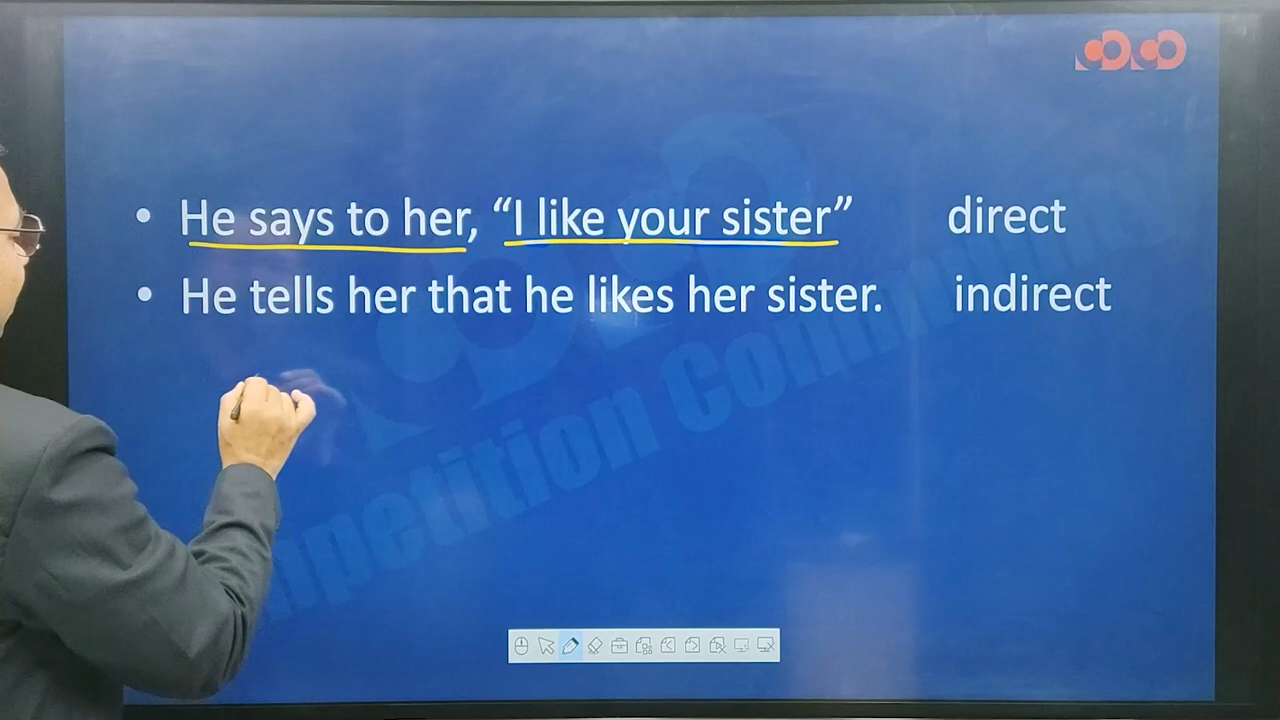 • He says to her, “I like your sister” direct
• He tells her that he likes her sister. indirect